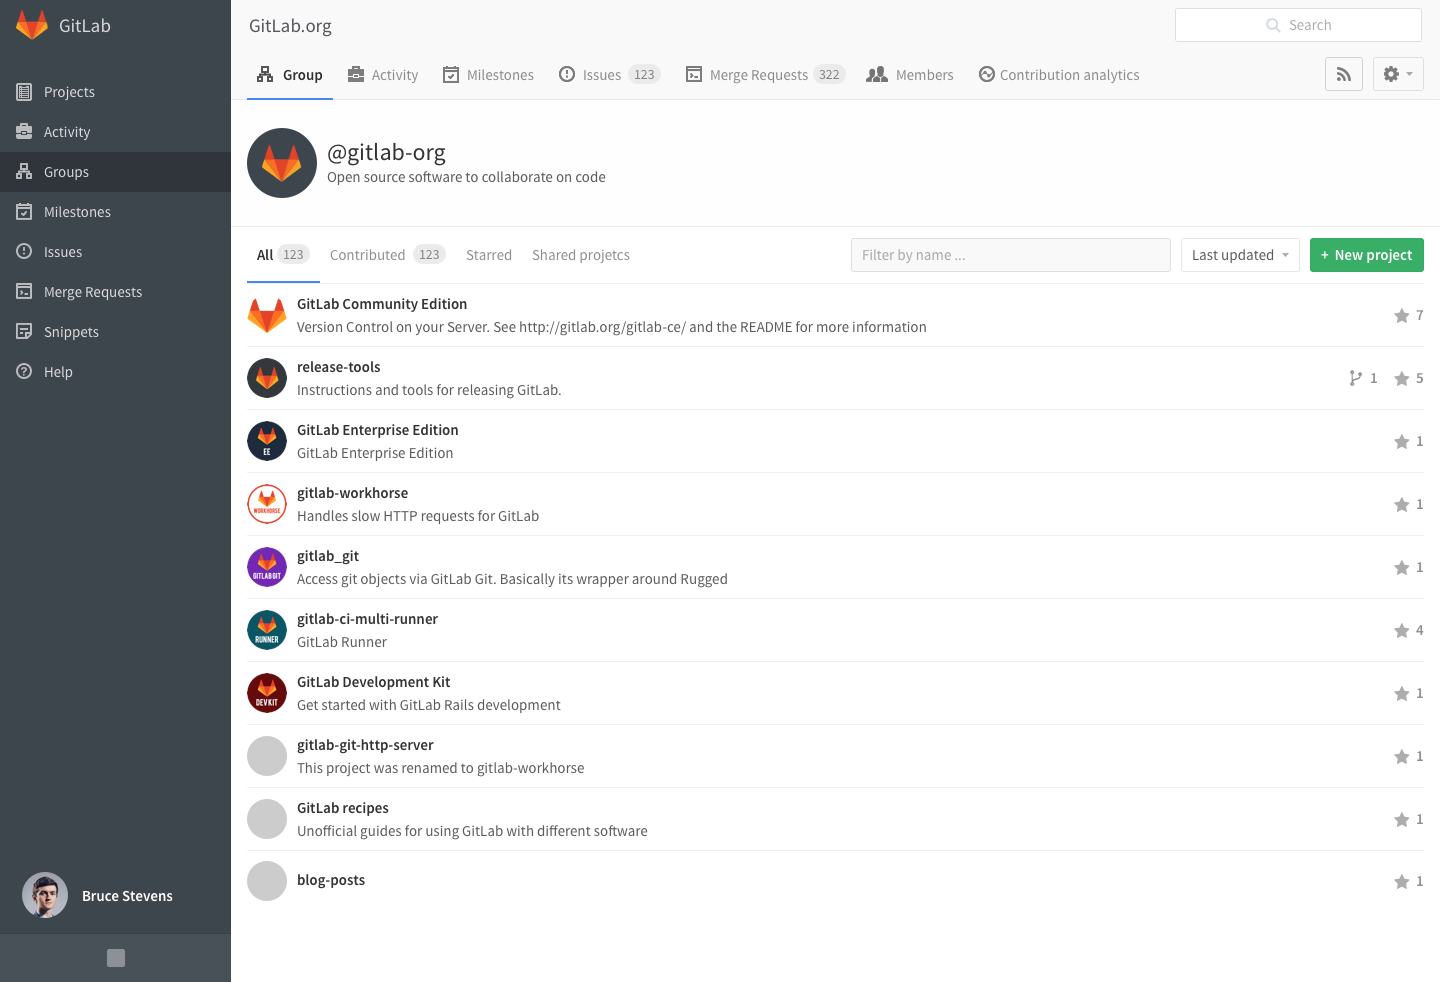 GitLab
GitLab.org
Search
Group
Activity
Milestones
Issues 123
Merge Requests 322
Members
Contribution analytics
Projects
Activity
Groups
Milestones
Issues
Merge Requests
Snippets
Help
@gitlab-org
Open source software to collaborate on code
All 123
Contributed 123
Starred
Shared projetcs
Filter by name ...
Last updated
+ New project
GitLab Community Edition
Version Control on your Server. See http://gitlab.org/gitlab-ce/ and the README for more information
7
release-tools
Instructions and tools for releasing GitLab.
1 5
EE
GitLab Enterprise Edition
GitLab Enterprise Edition
1
WORKHORSE
gitlab-workhorse
Handles slow HTTP requests for GitLab
1
GITLAB GIT
gitlab_git
Access git objects via GitLab Git. Basically its wrapper around Rugged
1
RUNNER
gitlab-ci-multi-runner
GitLab Runner
4
DEV KIT
GitLab Development Kit
Get started with GitLab Rails development
1
gitlab-git-http-server
This project was renamed to gitlab-workhorse
1
GitLab recipes
Unofficial guides for using GitLab with different software
1
blog-posts
1
Bruce Stevens